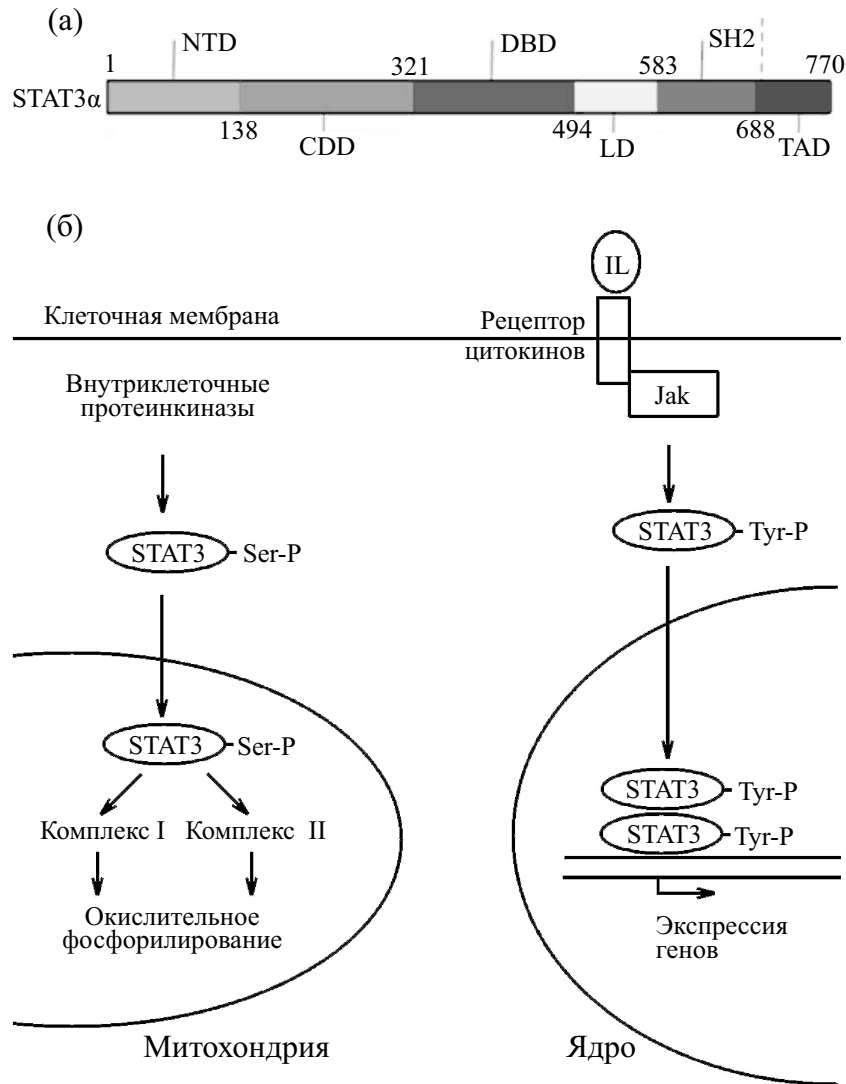 (а)
NTD DBD SH2
1 321 583 770
STAT3α
138 CDD 494 LD 688 TAD
(б)
IL
Клеточная мембрана
Рецептор
цитокинов
Jak
Внутриклеточные
протеинкиназы
STAT3 Ser-P
STAT3 Tyr-P
STAT3 Ser-P
Комплекс I Комплекс II
Окислительное
фосфорилирование
STAT3 Tyr-P
STAT3 Tyr-P
Экспрессия
генов
Митохондрия
Ядро